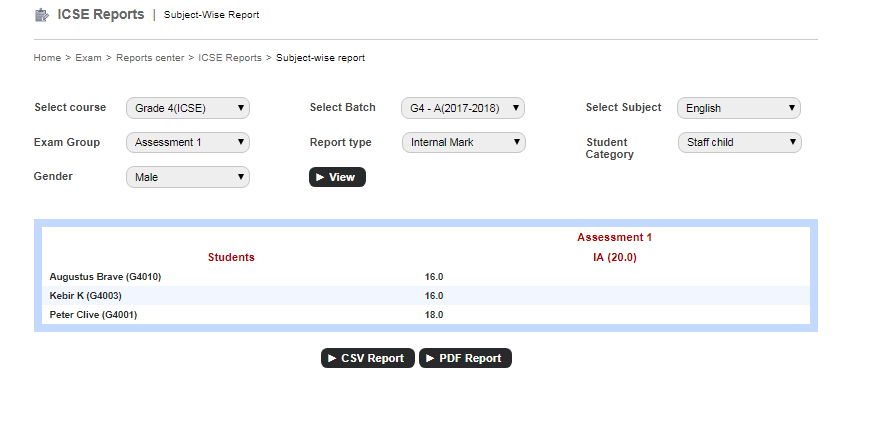 ICSE Reports | Subject-Wise Report
Home > Exam > Reports center > ICSE Reports > Subject-wise report
Select course Grade 4(ICSE) Select Batch G4 - A(2017-2018) Select Subject English
Exam Group Assessment 1 Report type Internal Mark Student Category Staff child
Gender Male View
Assessment 1
Students IA (20.0)
Augustus Brave (G4010) 16.0
Kebir K (G4003) 16.0
Peter Clive (G4001) 18.0
CSV Report PDF Report